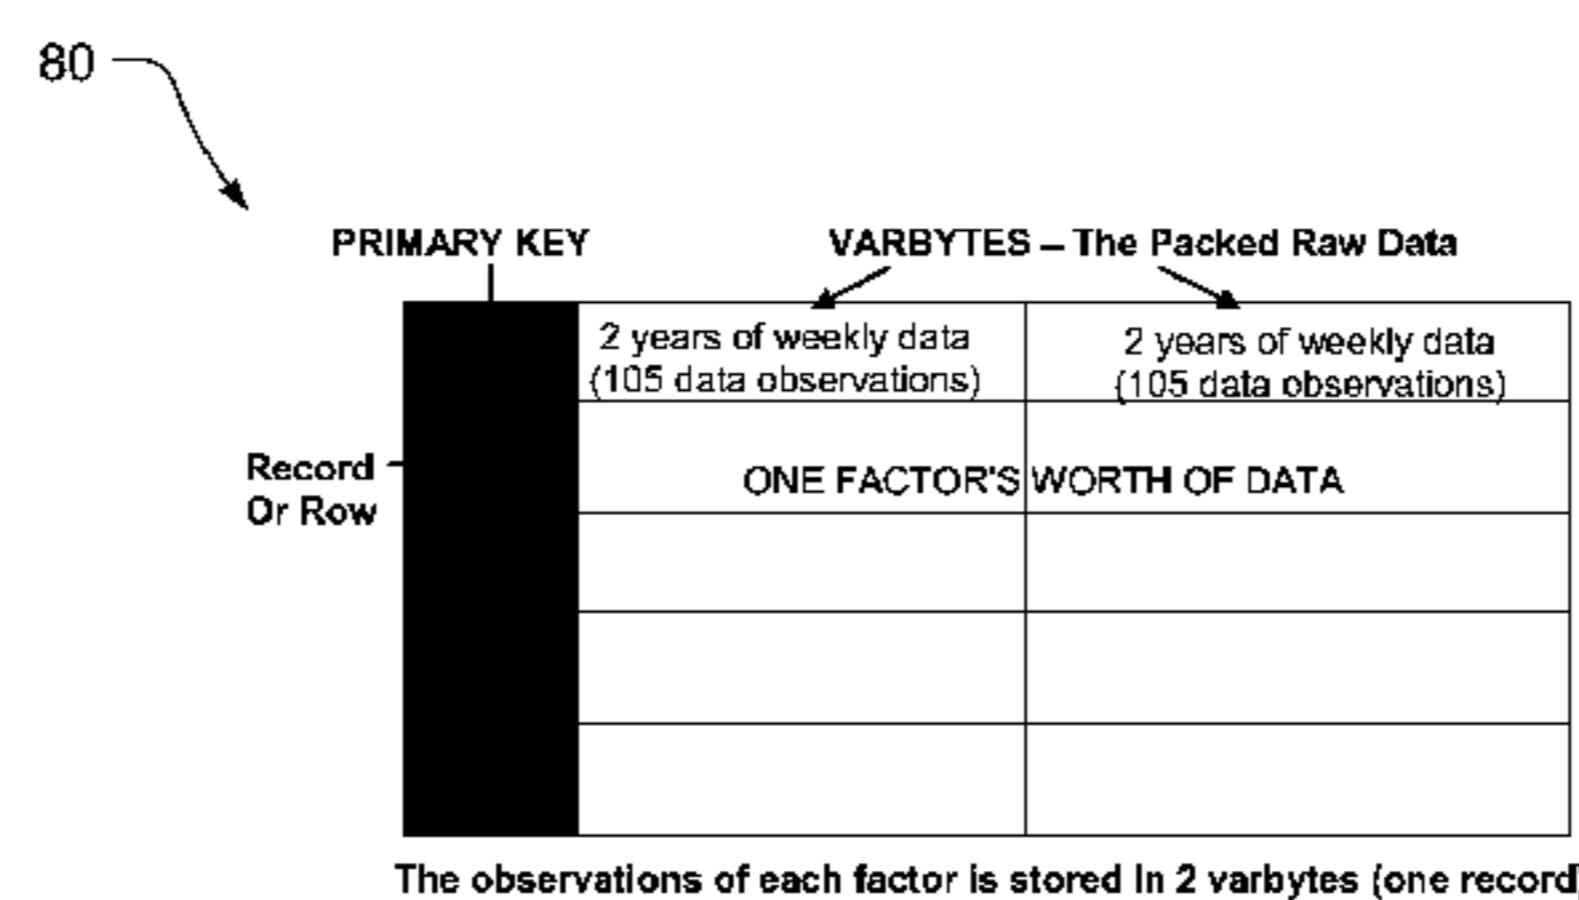 80
PRIMARY KEY
VARBYTES – The Packed Raw Data
2 years of weekly data
(105 data observations)
2 years of weekly data
(105 data observations)
Record
Or Row
ONE FACTOR'S WORTH OF DATA
The observations of each factor is stored In 2 varbytes (one record)